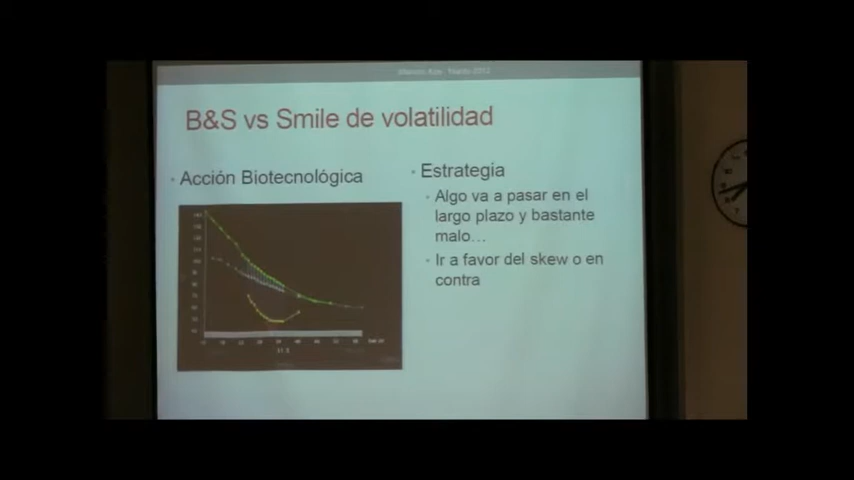 B&S vs Smile de volatilidad
Acción Biotecnológica
Estrategia
Algo va a pasar en el
largo plazo y bastante
malo…
Ir a favor del skew o en
contra